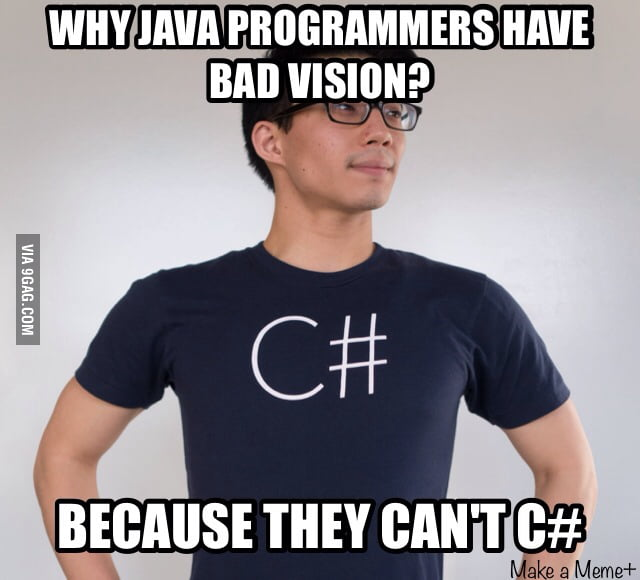 WHY JAVA PROGRAMMERS HAVE
BAD VISION?
VIA 9GAG.COM
C#
BECAUSE THEY CAN'T C#
Make a Meme+